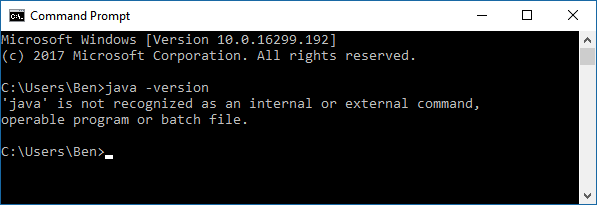 Command Prompt
Microsoft Windows [Version 10.0.16299.192]
(c) 2017 Microsoft Corporation. All rights reserved.
C:\Users\Ben>java -version
'java' is not recognized as an internal or external command,
operable program or batch file.
C:\Users\Ben>